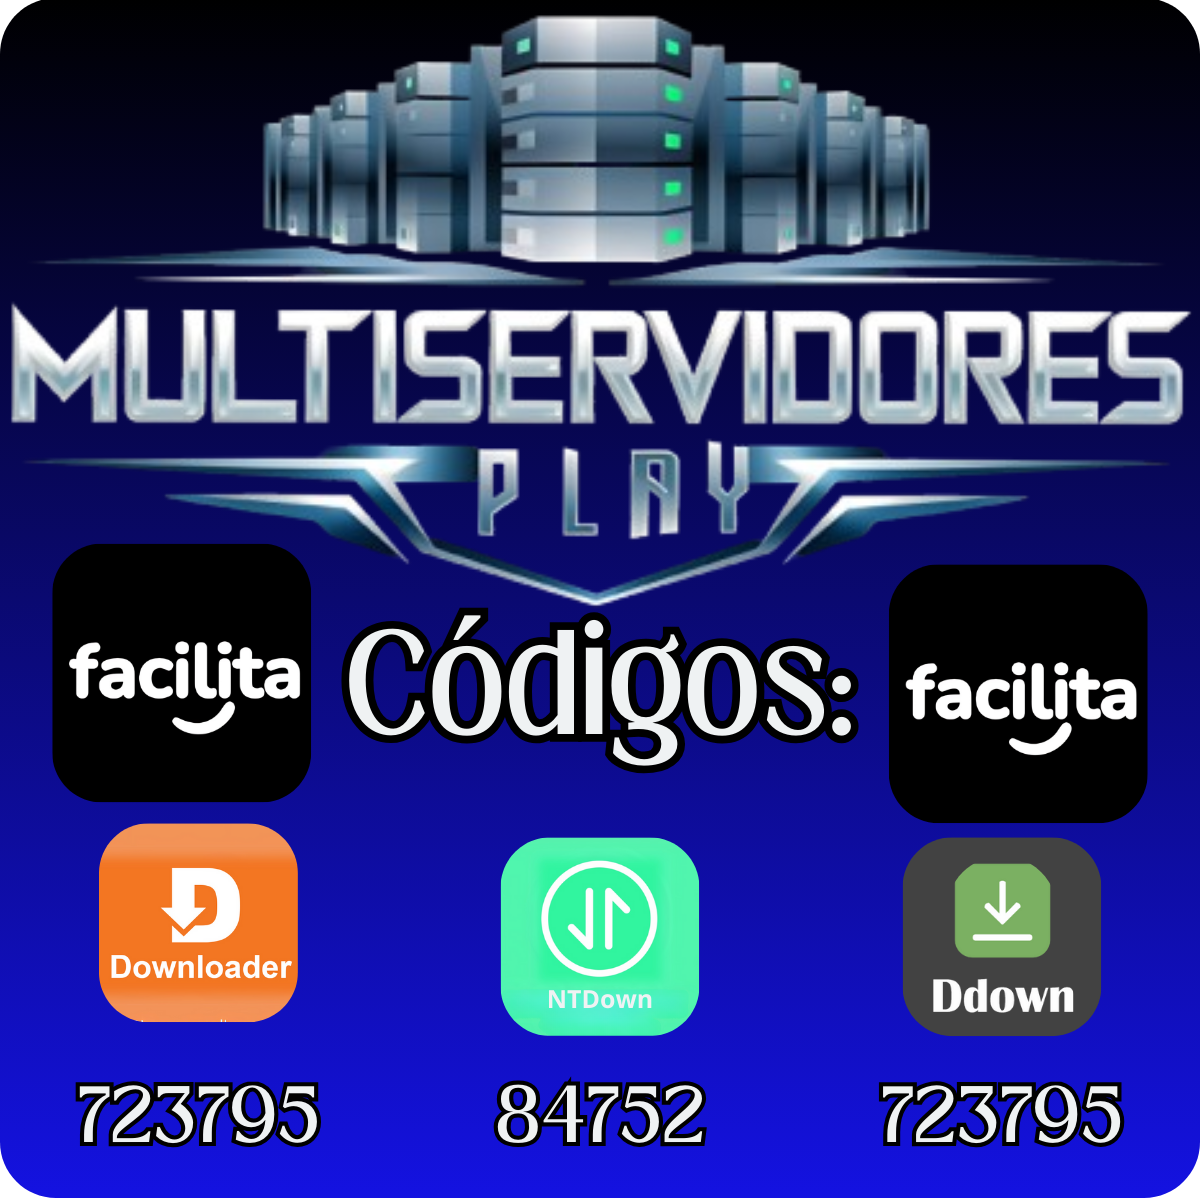 MULTISERVIDORES
PLAY
facilita
Códigos:
facilita
Downloader
NTDown
Ddown
723795
84752
723795